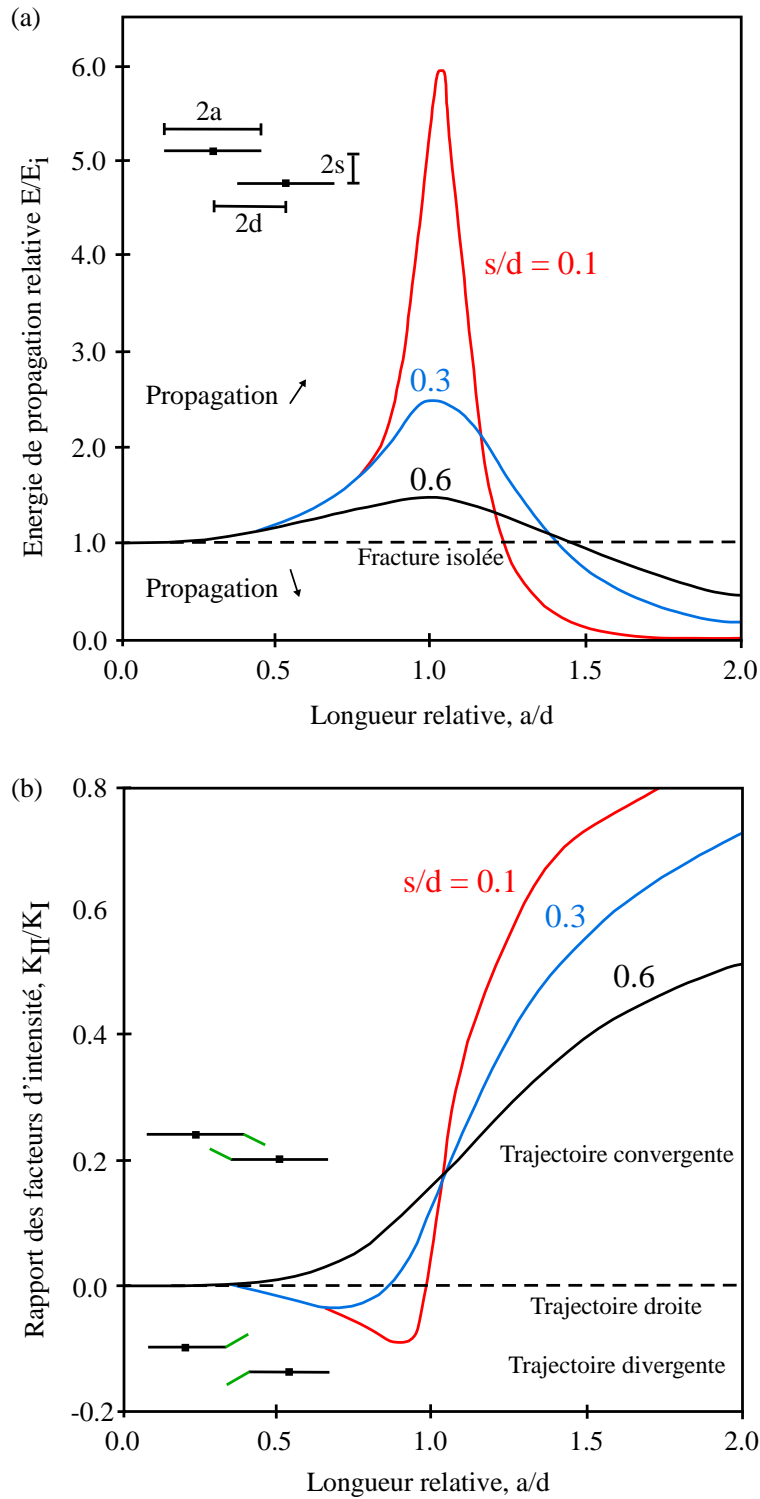 (a)
Energie de propagation relative E/Ei
6.0
5.0
4.0
3.0
2.0
1.0
0.0
2a
2s
2d
s/d = 0.1
0.3
0.6
Propagation ↗
Fracture isolée
Propagation ↘
0.0 0.5 1.0 1.5 2.0
Longueur relative, a/d
(b)
Rapport des facteurs d'intensité, KII/KI
0.8
0.6
0.4
0.2
0.0
-0.2
s/d = 0.1
0.3
0.6
Trajectoire convergente
Trajectoire droite
Trajectoire divergente
0.0 0.5 1.0 1.5 2.0
Longueur relative, a/d